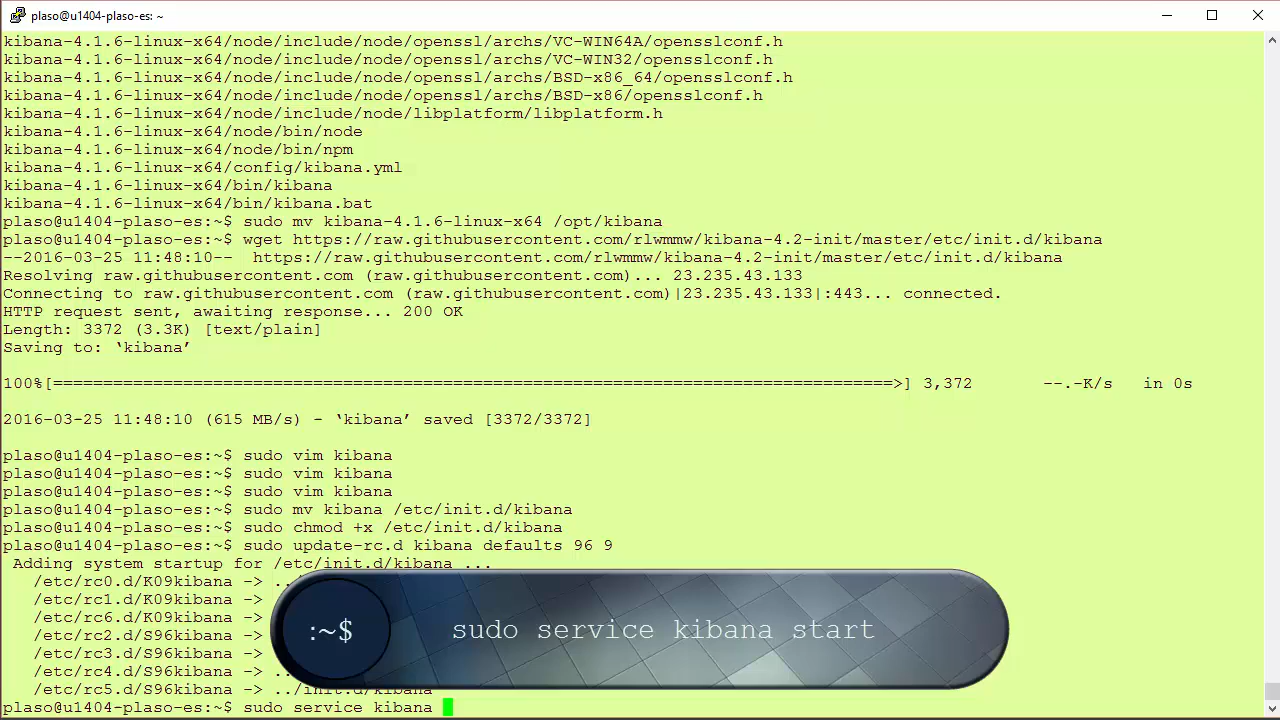 plaso@u1404-plaso-es: ~
kibana-4.1.6-linux-x64/node/include/node/openssl/archs/VC-WIN64A/opensslconf.h
kibana-4.1.6-linux-x64/node/include/node/openssl/archs/VC-WIN32/opensslconf.h
kibana-4.1.6-linux-x64/node/include/node/openssl/archs/BSD-x86_64/opensslconf.h
kibana-4.1.6-linux-x64/node/include/node/openssl/archs/BSD-x86/opensslconf.h
kibana-4.1.6-linux-x64/node/include/node/libplatform/libplatform.h
kibana-4.1.6-linux-x64/node/bin/node
kibana-4.1.6-linux-x64/node/bin/npm
kibana-4.1.6-linux-x64/config/kibana.yml
kibana-4.1.6-linux-x64/bin/kibana
kibana-4.1.6-linux-x64/bin/kibana.bat
plaso@u1404-plaso-es:~$ sudo mv kibana-4.1.6-linux-x64 /opt/kibana
plaso@u1404-plaso-es:~$ wget https://raw.githubusercontent.com/rlwmmw/kibana-4.2-init/master/etc/init.d/kibana
--2016-03-25 11:48:10--  https://raw.githubusercontent.com/rlwmmw/kibana-4.2-init/master/etc/init.d/kibana
Resolving raw.githubusercontent.com (raw.githubusercontent.com)... 23.235.43.133
Connecting to raw.githubusercontent.com (raw.githubusercontent.com)|23.235.43.133|:443... connected.
HTTP request sent, awaiting response... 200 OK
Length: 3372 (3.3K) [text/plain]
Saving to: ‘kibana’
100%[====================================================================================>] 3,372       --.-K/s   in 0s
2016-03-25 11:48:10 (615 MB/s) - ‘kibana’ saved [3372/3372]
plaso@u1404-plaso-es:~$ sudo vim kibana
plaso@u1404-plaso-es:~$ sudo vim kibana
plaso@u1404-plaso-es:~$ sudo vim kibana
plaso@u1404-plaso-es:~$ sudo mv kibana /etc/init.d/kibana
plaso@u1404-plaso-es:~$ sudo chmod +x /etc/init.d/kibana
plaso@u1404-plaso-es:~$ sudo update-rc.d kibana defaults 96 9
Adding system startup for /etc/init.d/kibana ...
/etc/rc0.d/K09kibana -> ..
/etc/rc1.d/K09kibana ->
/etc/rc6.d/K09kibana ->
/etc/rc2.d/S96kibana ->
/etc/rc3.d/S96kibana ->
/etc/rc4.d/S96kibana -> ..
/etc/rc5.d/S96kibana -> ../init.d/kibana
plaso@u1404-plaso-es:~$ sudo service kibana
:~$ sudo service kibana start